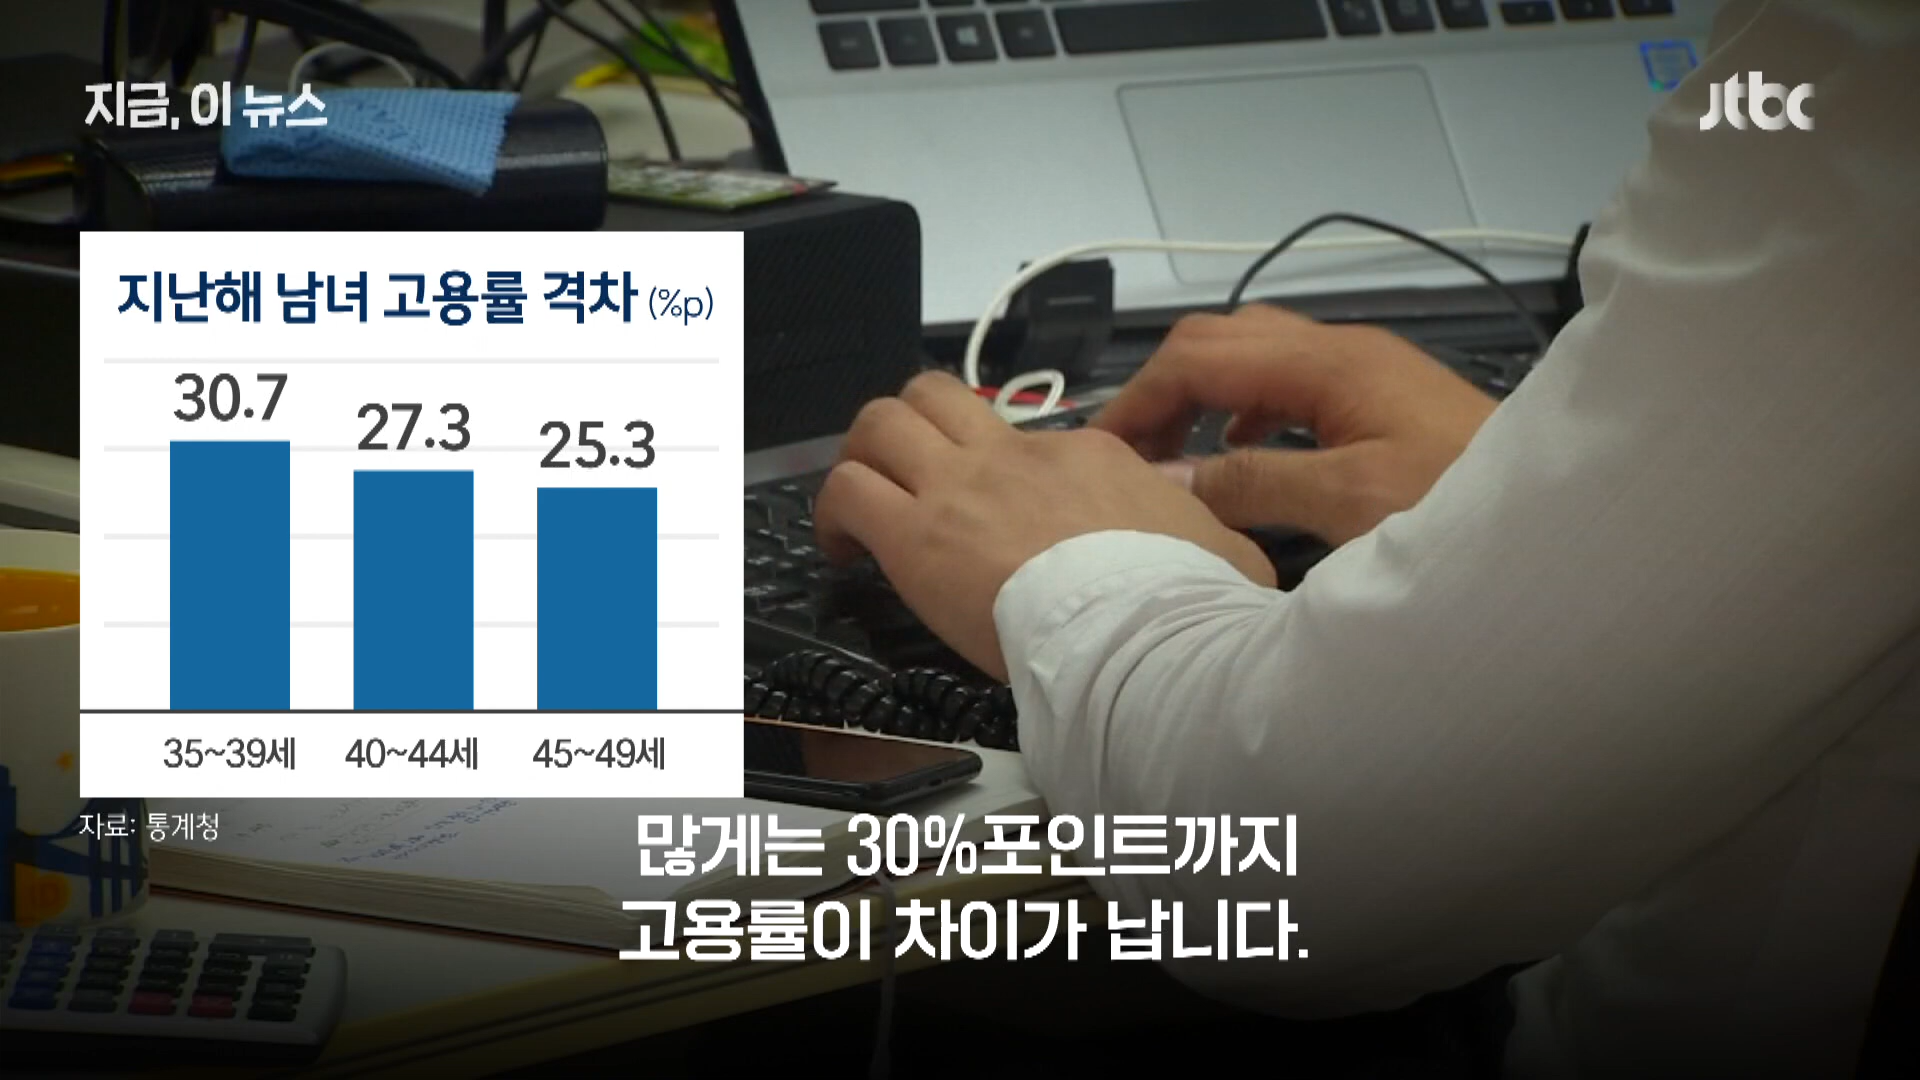 지금, 이 뉴스
jtbc
지난해 남녀 고용률 격차 (%p)
30.7
27.3
25.3
35~39세
40~44세
45~49세
자료: 통계청
많게는 30%포인트까지
고용률이 차이가 납니다.